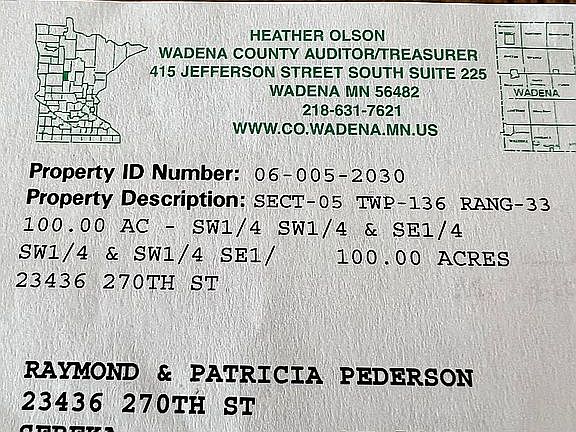 HEATHER OLSON
WADENA COUNTY AUDITOR/TREASURER
415 JEFFERSON STREET SOUTH SUITE 225
WADENA MN 56482
218-631-7621
WWW.CO.WADENA.MN.US
WADENA
Property ID Number: 06-005-2030
Property Description: SECT-05 TWP-136 RANG-33
100.00 AC - SW1/4 SW1/4 & SE1/4
SW1/4 & SW1/4 SE1/ 100.00 ACRES
23436 270TH ST
RAYMOND & PATRICIA PEDERSON
23436 270TH ST
SEBEKA